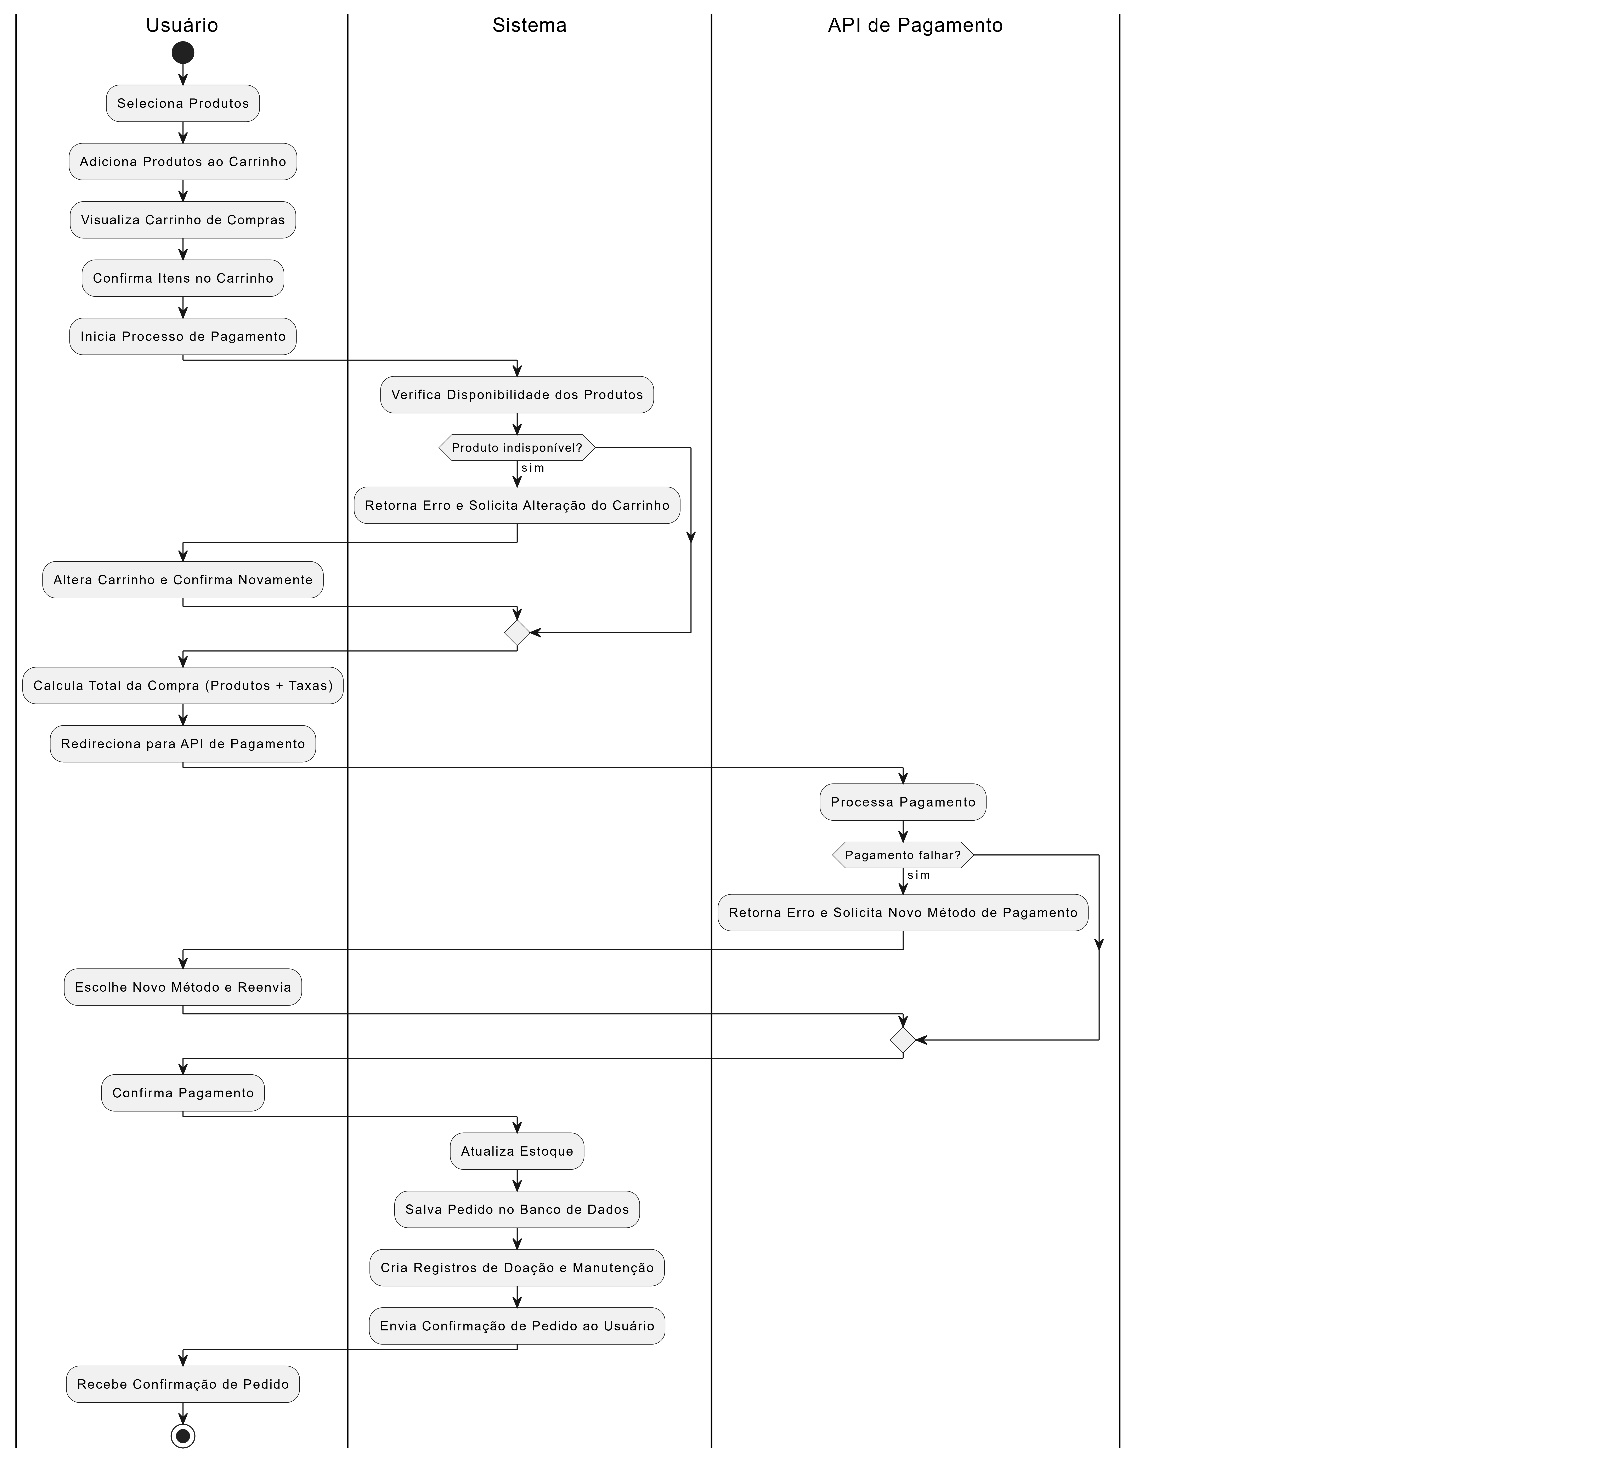 Usuário
Sistema
API de Pagamento
Seleciona Produtos
Adiciona Produtos ao Carrinho
Visualiza Carrinho de Compras
Confirma Itens no Carrinho
Inicia Processo de Pagamento
Verifica Disponibilidade dos Produtos
Produto indisponível?
sim
Retorna Erro e Solicita Alteração do Carrinho
Altera Carrinho e Confirma Novamente
Calcula Total da Compra (Produtos + Taxas)
Redireciona para API de Pagamento
Processa Pagamento
Pagamento falhar?
sim
Retorna Erro e Solicita Novo Método de Pagamento
Escolhe Novo Método e Reenvia
Confirma Pagamento
Atualiza Estoque
Salva Pedido no Banco de Dados
Cria Registros de Doação e Manutenção
Envia Confirmação de Pedido ao Usuário
Recebe Confirmação de Pedido